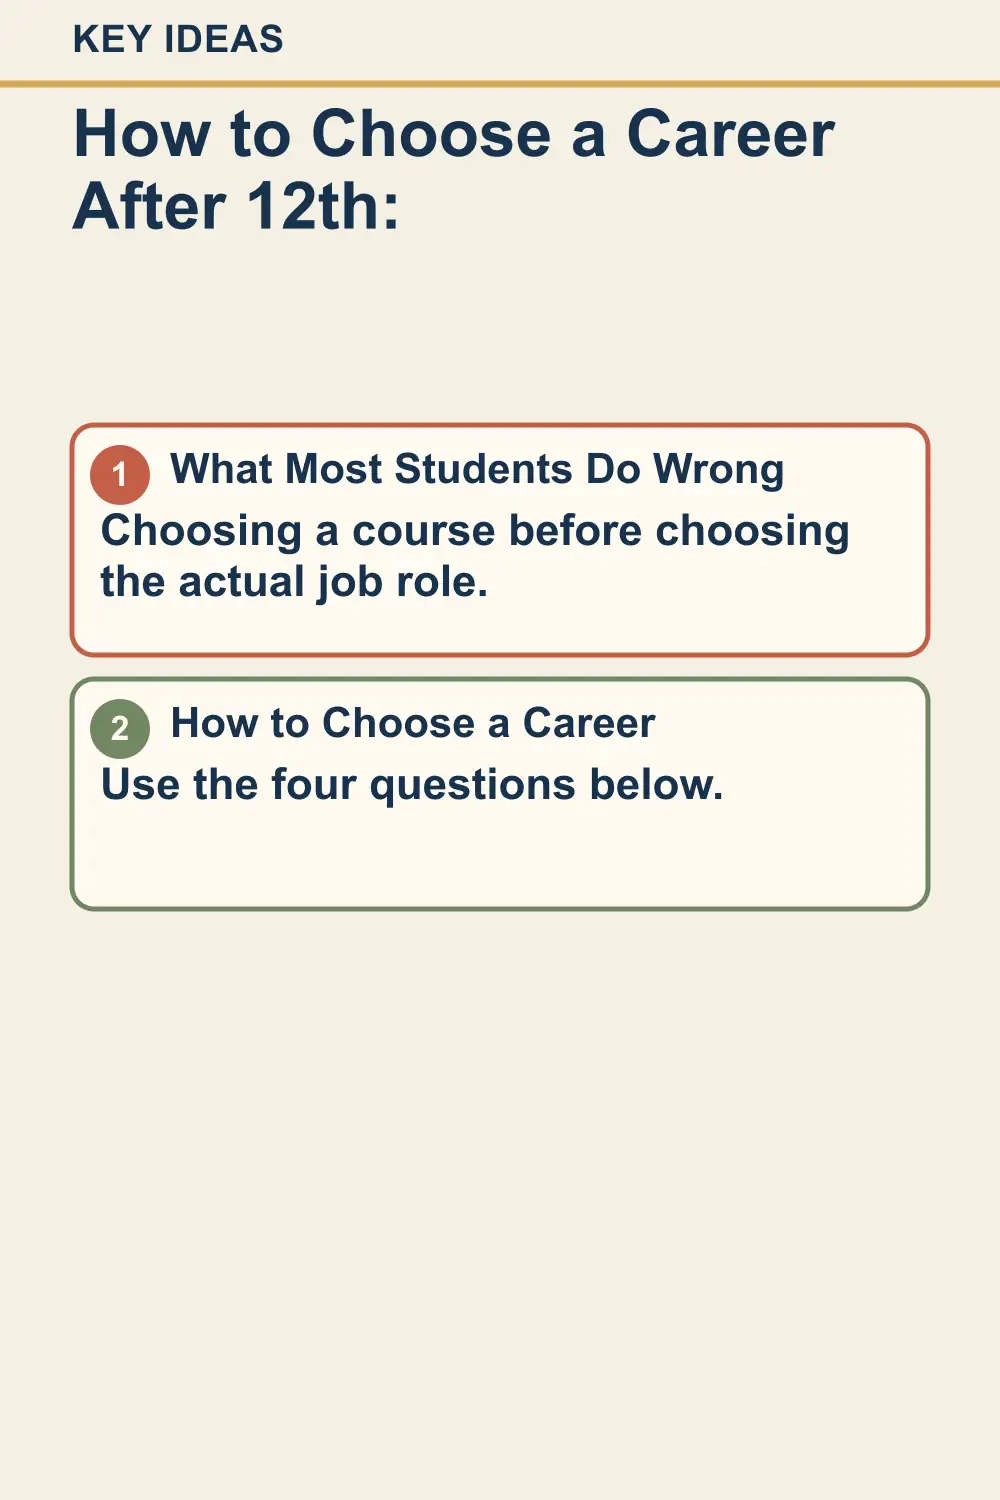 KEY IDEAS
How to Choose a Career
After 12th:
1 What Most Students Do Wrong
Choosing a course before choosing
the actual job role.
2 How to Choose a Career
Use the four questions below.